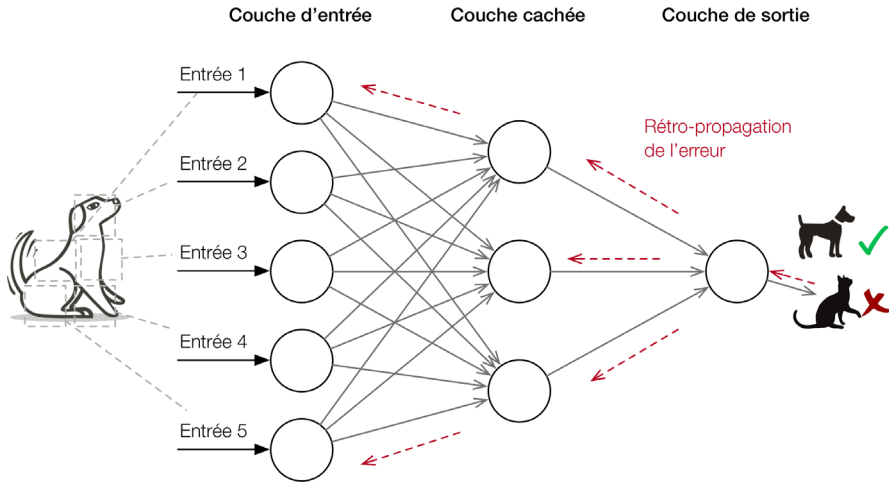 Couche d’entrée
Couche cachée
Couche de sortie
Entrée 1
Entrée 2
Entrée 3
Entrée 4
Entrée 5
Rétro-propagation
de l’erreur